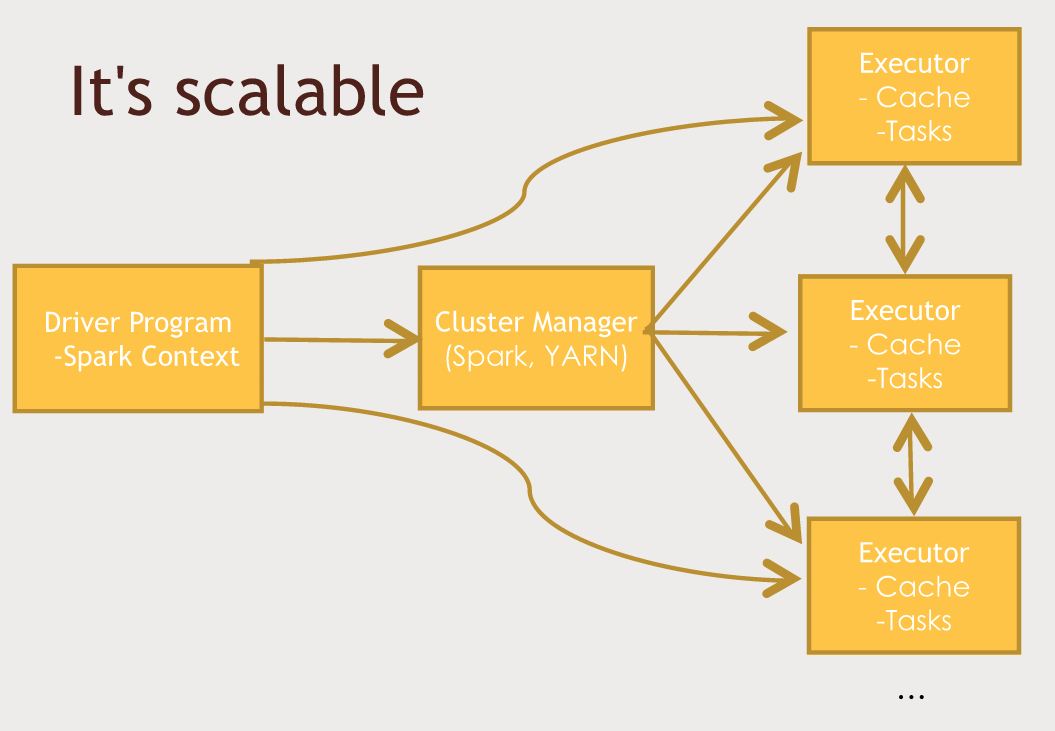 It's scalable
Executor
- Cache
-Tasks
Driver Program
-Spark Context
Cluster Manager
(Spark, YARN)
Executor
- Cache
-Tasks
Executor
- Cache
-Tasks
...